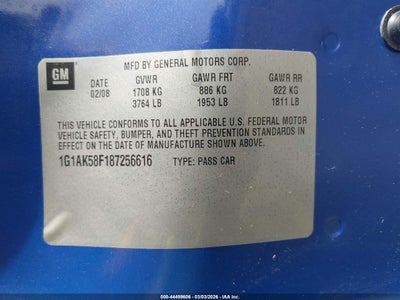 GM
MFD BY GENERAL MOTORS CORP.
DATE GVWR GAWR FRT GAWR RR
02/08 1708 KG 886 KG 822 KG
3764 LB 1953 LB 1811 LB
THIS VEHICLE CONFORMS TO ALL APPLICABLE U.S. FEDERAL MOTOR
VEHICLE SAFETY, BUMPER, AND THEFT PREVENTION STANDARDS IN
EFFECT ON THE DATE OF MANUFACTURE SHOWN ABOVE.
1G1AK58F187256616 TYPE: PASS CAR
000-44499606 - 03/03/2026 - IAA Inc.